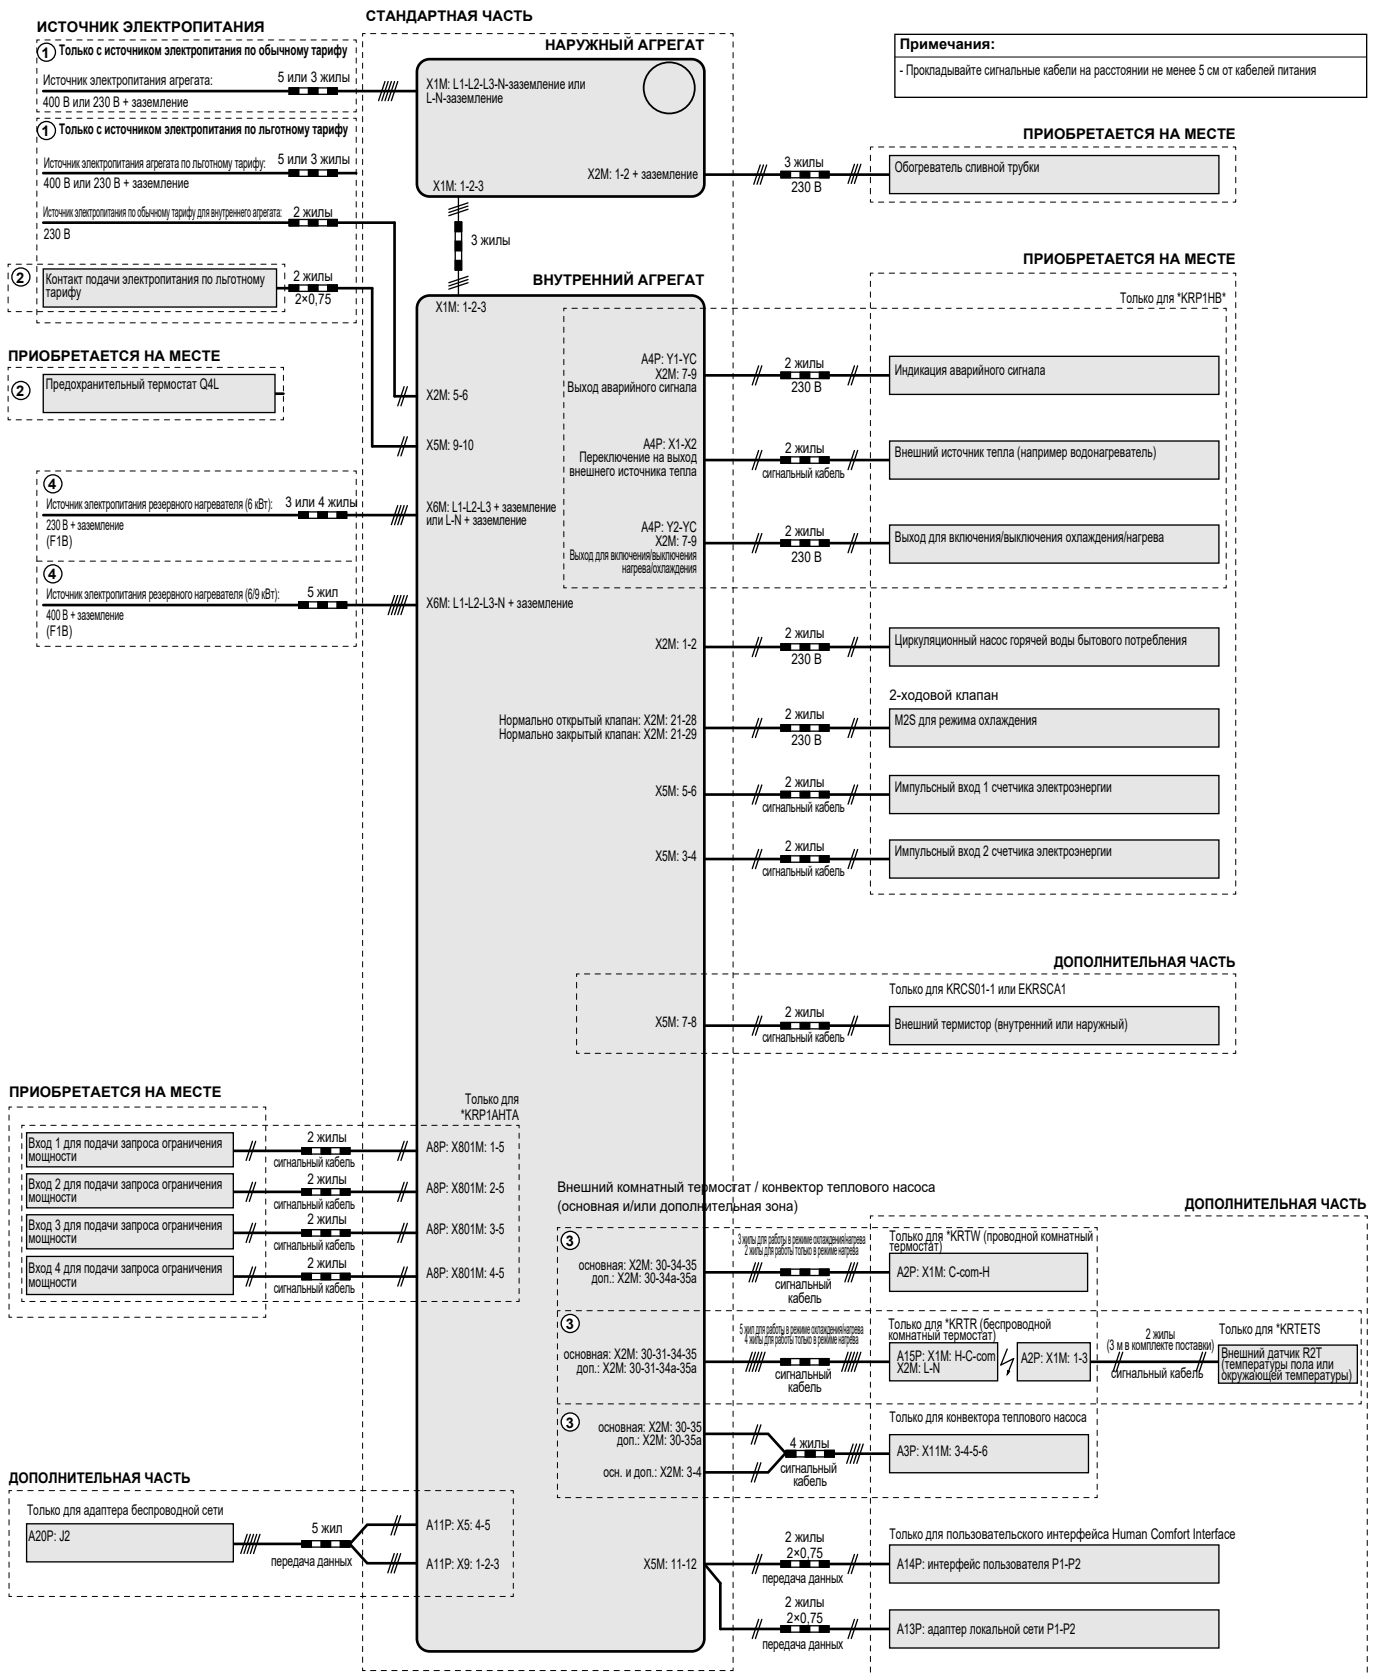 СТАНДАРТНАЯ ЧАСТЬ
ИСТОЧНИК ЭЛЕКТРОПИТАНИЯ
① Только с источником электропитания по обычному тарифу
Источник электропитания агрегата:
5 или 3 жилы
400 В или 230 В + заземление
① Только с источником электропитания по льготному тарифу
Источник электропитания агрегата по льготному тарифу:
5 или 3 жилы
400 В или 230 В + заземление
Источник электропитания по обычному тарифу для внутреннего агрегата:
2 жилы
230 В
②
Контакт подачи электропитания по льготному
тарифу
2 жилы
2×0,75
ПРИОБРЕТАЕТСЯ НА МЕСТЕ
②
Предохранительный термостат Q4L
④
Источник электропитания резервного нагревателя (6 кВт):
3 или 4 жилы
230 В + заземление
(F1B)
④
Источник электропитания резервного нагревателя (6/9 кВт):
5 жил
400 В + заземление
(F1B)
НАРУЖНЫЙ АГРЕГАТ
X1M: L1-L2-L3-N-заземление или
L-N-заземление
X2M: 1-2 + заземление
X1M: 1-2-3
3 жилы
ВНУТРЕННИЙ АГРЕГАТ
X1M: 1-2-3
X2M: 5-6
X5M: 9-10
X6M: L1-L2-L3 + заземление
или L-N + заземление
X6M: L1-L2-L3-N + заземление
Примечания:
- Прокладывайте сигнальные кабели на расстоянии не менее 5 см от кабелей питания
ПРИОБРЕТАЕТСЯ НА МЕСТЕ
3 жилы
230 В
Обогреватель сливной трубки
ПРИОБРЕТАЕТСЯ НА МЕСТЕ
Только для *KRP1HB*
A4P: Y1-YC
X2M: 7-9
Выход аварийного сигнала
2 жилы
230 В
Индикация аварийного сигнала
A4P: X1-X2
Переключение на выход
внешнего источника тепла
2 жилы
сигнальный кабель
Внешний источник тепла (например водонагреватель)
A4P: Y2-YC
X2M: 7-9
Выход для включения/выключения
нагрева/охлаждения
2 жилы
230 В
Выход для включения/выключения охлаждения/нагрева
X2M: 1-2
2 жилы
230 В
Циркуляционный насос горячей воды бытового потребления
2-ходовой клапан
Нормально открытый клапан: X2M: 21-28
Нормально закрытый клапан: X2M: 21-29
2 жилы
230 В
M2S для режима охлаждения
X5M: 5-6
2 жилы
сигнальный кабель
Импульсный вход 1 счетчика электроэнергии
X5M: 3-4
2 жилы
сигнальный кабель
Импульсный вход 2 счетчика электроэнергии
ДОПОЛНИТЕЛЬНАЯ ЧАСТЬ
Только для KRCS01-1 или EKRSCA1
X5M: 7-8
2 жилы
сигнальный кабель
Внешний термистор (внутренний или наружный)
ПРИОБРЕТАЕТСЯ НА МЕСТЕ
Только для
*KRP1AHTA
Вход 1 для подачи запроса ограничения
мощности
2 жилы
сигнальный кабель
A8P: X801M: 1-5
Вход 2 для подачи запроса ограничения
мощности
2 жилы
сигнальный кабель
A8P: X801M: 2-5
Вход 3 для подачи запроса ограничения
мощности
2 жилы
сигнальный кабель
A8P: X801M: 3-5
Вход 4 для подачи запроса ограничения
мощности
2 жилы
сигнальный кабель
A8P: X801M: 4-5
Внешний комнатный термостат / конвектор теплового насоса
(основная и/или дополнительная зона)
ДОПОЛНИТЕЛЬНАЯ ЧАСТЬ
③
основная: X2M: 30-34-35
доп.: X2M: 30-34a-35a
3 жилы для работы в режиме охлаждения/нагрева
2 жилы для работы только в режиме нагрева
сигнальный
кабель
Только для *KRTW (проводной комнатный
термостат)
A2P: X1M: C-com-H
③
основная: X2M: 30-31-34-35
доп.: X2M: 30-31-34a-35a
5 жил для работы в режиме охлаждения/нагрева
4 жилы для работы только в режиме нагрева
сигнальный
кабель
Только для *KRTR (беспроводной
комнатный термостат)
A15P: X1M: H-C-com
X2M: L-N
A2P: X1M: 1-3
2 жилы
(3 м в комплекте поставки)
сигнальный кабель
Только для *KRTETS
Внешний датчик R2T
(температуры пола или
окружающей температуры)
③
основная: X2M: 30-35
доп.: X2M: 30-35a
осн. и доп.: X2M: 3-4
4 жилы
сигнальный
кабель
Только для конвектора теплового насоса
A3P: X11M: 3-4-5-6
ДОПОЛНИТЕЛЬНАЯ ЧАСТЬ
Только для адаптера беспроводной сети
A20P: J2
5 жил
передача данных
A11P: X5: 4-5
A11P: X9: 1-2-3
X5M: 11-12
2 жилы
2×0,75
передача данных
Только для пользовательского интерфейса Human Comfort Interface
A14P: интерфейс пользователя P1-P2
2 жилы
2×0,75
передача данных
A13P: адаптер локальной сети P1-P2